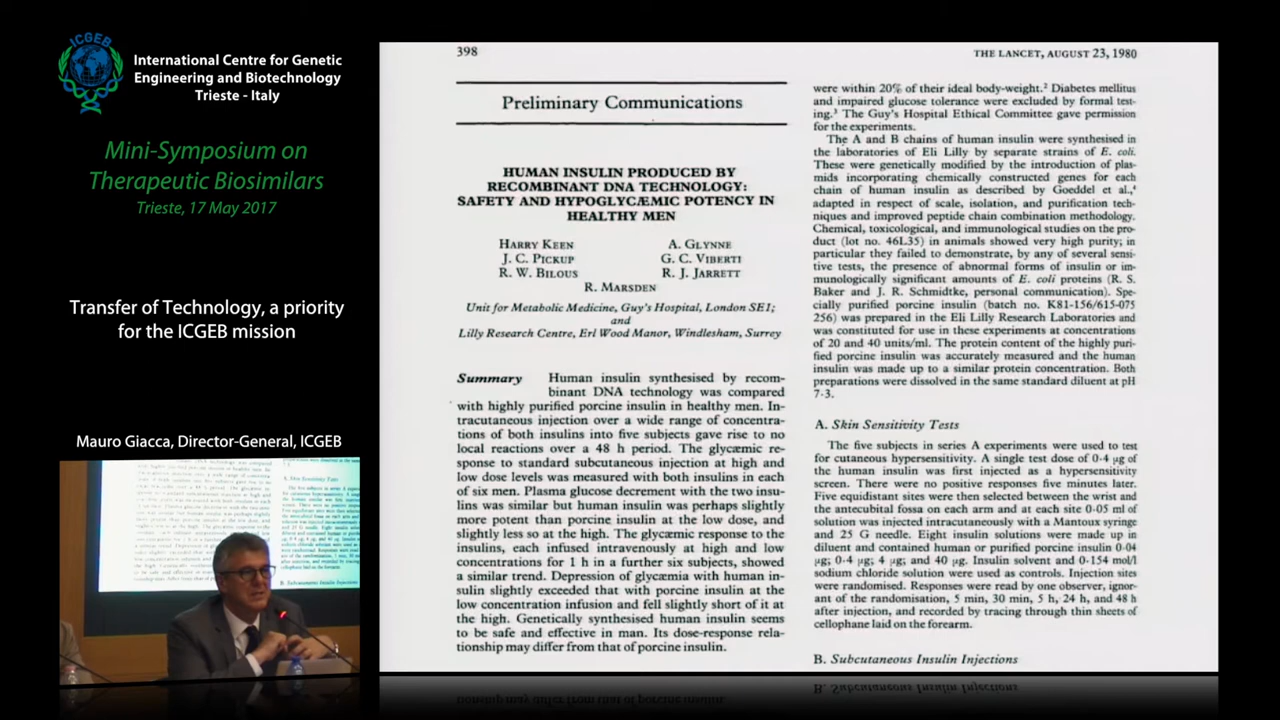 ICGEB
International Centre for Genetic
Engineering and Biotechnology
Trieste - Italy
Mini-Symposium on
Therapeutic Biosimilars
Trieste, 17 May 2017
Transfer of Technology, a priority
for the ICGEB mission
Mauro Giacca, Director-General, ICGEB
398
THE LANCET, AUGUST 23, 1980
Preliminary Communications
HUMAN INSULIN PRODUCED BY
RECOMBINANT DNA TECHNOLOGY:
SAFETY AND HYPOGLYCÆMIC POTENCY IN
HEALTHY MEN
HARRY KEEN A. GLYNNE
J. C. PICKUP G. C. VIBERTI
R. W. BILOUS R. J. JARRETT
R. MARSDEN
Unit for Metabolic Medicine, Guy's Hospital, London SE1;
and
Lilly Research Centre, Erl Wood Manor, Windlesham, Surrey
Summary Human insulin synthesised by recom-
binant DNA technology was compared
with highly purified porcine insulin in healthy men. In-
tracutaneous injection over a wide range of concentra-
tions of both insulins into five subjects gave rise to no
local reactions over a 48 h period. The glycæmic re-
sponse to standard subcutaneous injection at high and
low dose levels was measured with both insulins in each
of six men. Plasma glucose decrement with the two insu-
lins was similar but human insulin was perhaps slightly
more potent than porcine insulin at the low dose, and
slightly less so at the high. The glycæmic response to the
insulins, each infused intravenously at high and low
concentrations for 1 h in a further six subjects, showed
a similar trend. Depression of glycæmia with human in-
sulin slightly exceeded that with porcine insulin at the
low concentration infusion and fell slightly short of it at
the high. Genetically synthesised human insulin seems
to be safe and effective in man. Its dose-response rela-
tionship may differ from that of porcine insulin.
were within 20% of their ideal body-weight.² Diabetes mellitus
and impaired glucose tolerance were excluded by formal test-
ing.³ The Guy's Hospital Ethical Committee gave permission
for the experiments.
The A and B chains of human insulin were synthesised in
the laboratories of Eli Lilly by separate strains of E. coli.
These were genetically modified by the introduction of plas-
mids incorporating chemically constructed genes for each
chain of human insulin as described by Goeddel et al.,⁴
adapted in respect of scale, isolation, and purification tech-
niques and improved peptide chain combination methodology.
Chemical, toxicological, and immunological studies on the pro-
duct (lot no. 46L35) in animals showed very high purity; in
particular they failed to demonstrate, by any of several sensi-
tive tests, the presence of abnormal forms of insulin or im-
munologically significant amounts of E. coli proteins (R. S.
Baker and J. R. Schmidtke, personal communication). Spe-
cially purified porcine insulin (batch no. K81-156/615-075
256) was prepared in the Eli Lilly Research Laboratories and
was constituted for use in these experiments at concentrations
of 20 and 40 units/ml. The protein content of the highly puri-
fied porcine insulin was accurately measured and the human
insulin was made up to a similar protein concentration. Both
preparations were dissolved in the same standard diluent at pH
7·3.
A. Skin Sensitivity Tests
The five subjects in series A experiments were used to test
for cutaneous hypersensitivity. A single test dose of 0·4 µg of
the human insulin was first injected as a hypersensitivity
screen. There were no positive responses five minutes later.
Five equidistant sites were then selected between the wrist and
the antecubital fossa on each arm and at each site 0·05 ml of
solution was injected intracutaneously with a Mantoux syringe
and 25 G needle. Eight insulin solutions were made up in
diluent and contained human or purified porcine insulin 0·04
µg; 0·4 µg; 4 µg; and 40 µg. Insulin solvent and 0·154 mol/l
sodium chloride solution were used as controls. Injection sites
were randomised. Responses were read by one observer, ignor-
ant of the randomisation, 5 min, 30 min, 5 h, 24 h, and 48 h
after injection, and recorded by tracing through thin sheets of
cellophane laid on the forearm.
B. Subcutaneous Insulin Injections